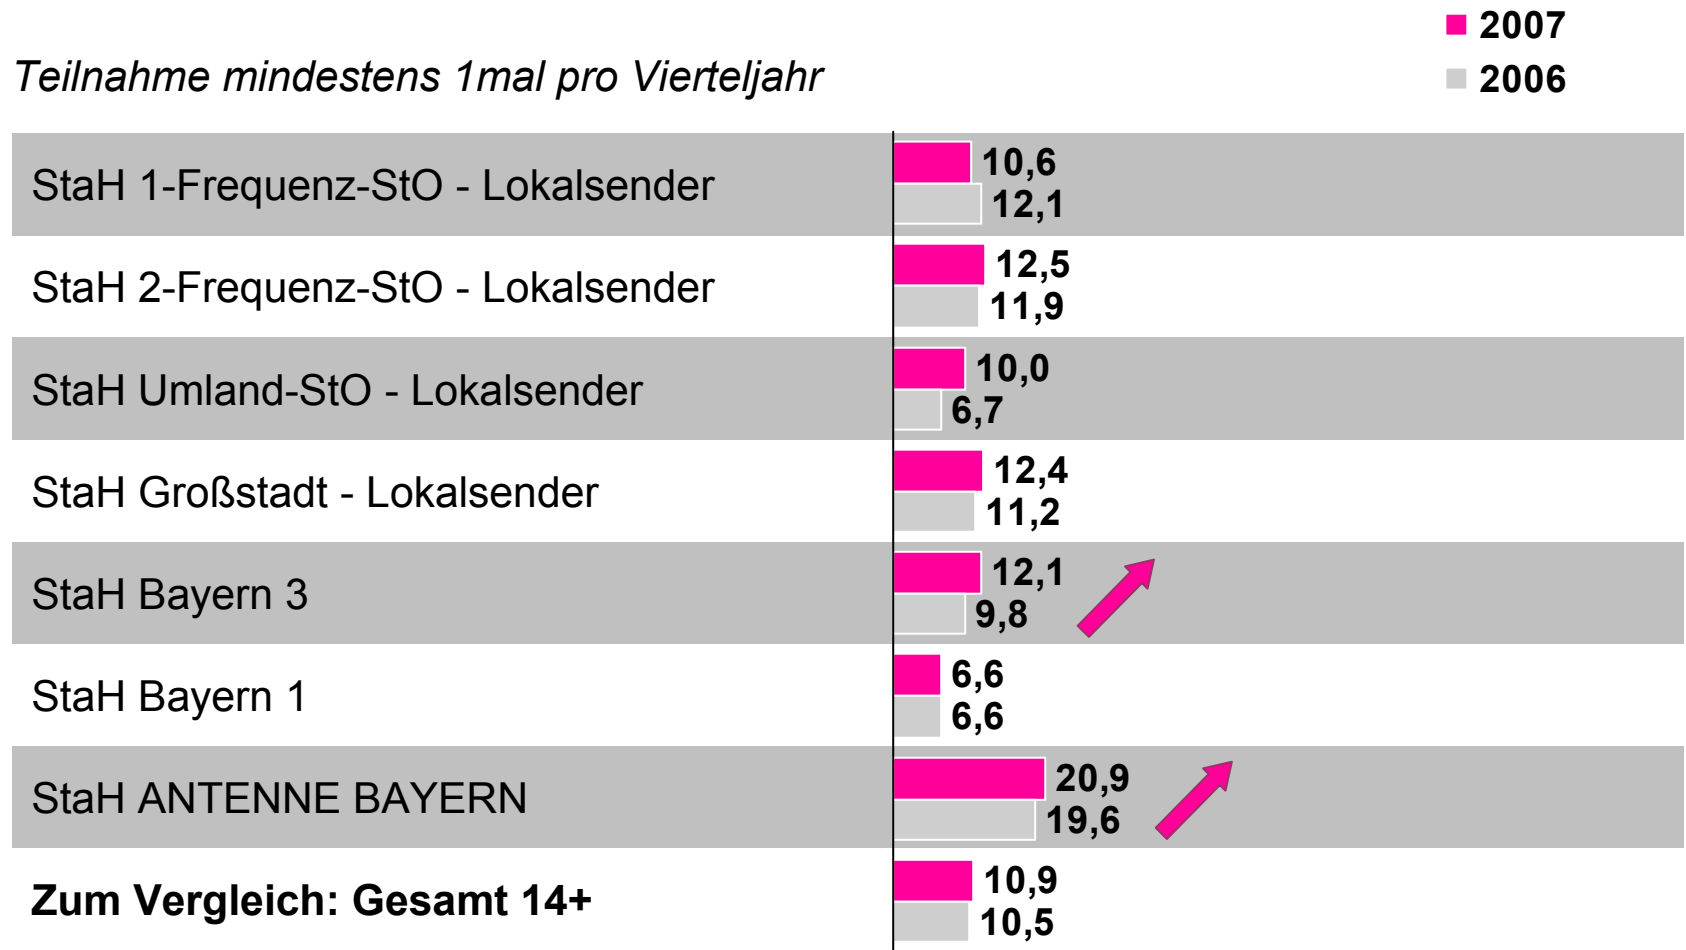 2007
Teilnahme mindestens 1mal pro Vierteljahr
2006
StaH 1-Frequenz-StO - Lokalsender
10,6
12,1
StaH 2-Frequenz-StO - Lokalsender
12,5
11,9
StaH Umland-StO - Lokalsender
10,0
6,7
StaH Großstadt - Lokalsender
12,4
11,2
StaH Bayern 3
12,1
9,8
StaH Bayern 1
6,6
6,6
StaH ANTENNE BAYERN
20,9
19,6
Zum Vergleich: Gesamt 14+
10,9
10,5